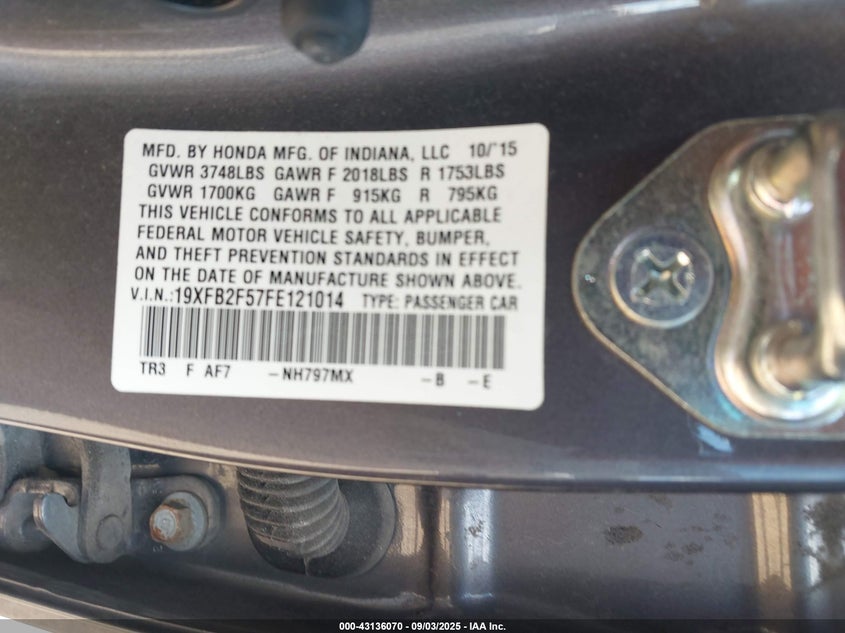 MFD. BY HONDA MFG. OF INDIANA, LLC 10/'15
GVWR 3748LBS GAWR F 2018LBS R 1753LBS
GVWR 1700KG GAWR F 915KG R 795KG
THIS VEHICLE CONFORMS TO ALL APPLICABLE
FEDERAL MOTOR VEHICLE SAFETY, BUMPER,
AND THEFT PREVENTION STANDARDS IN EFFECT
ON THE DATE OF MANUFACTURE SHOWN ABOVE.
V.I.N.:19XFB2F57FE121014 TYPE: PASSENGER CAR
TR3 F AF7 -NH797MX -B -E
000-43136070 - 09/03/2025 - IAA Inc.